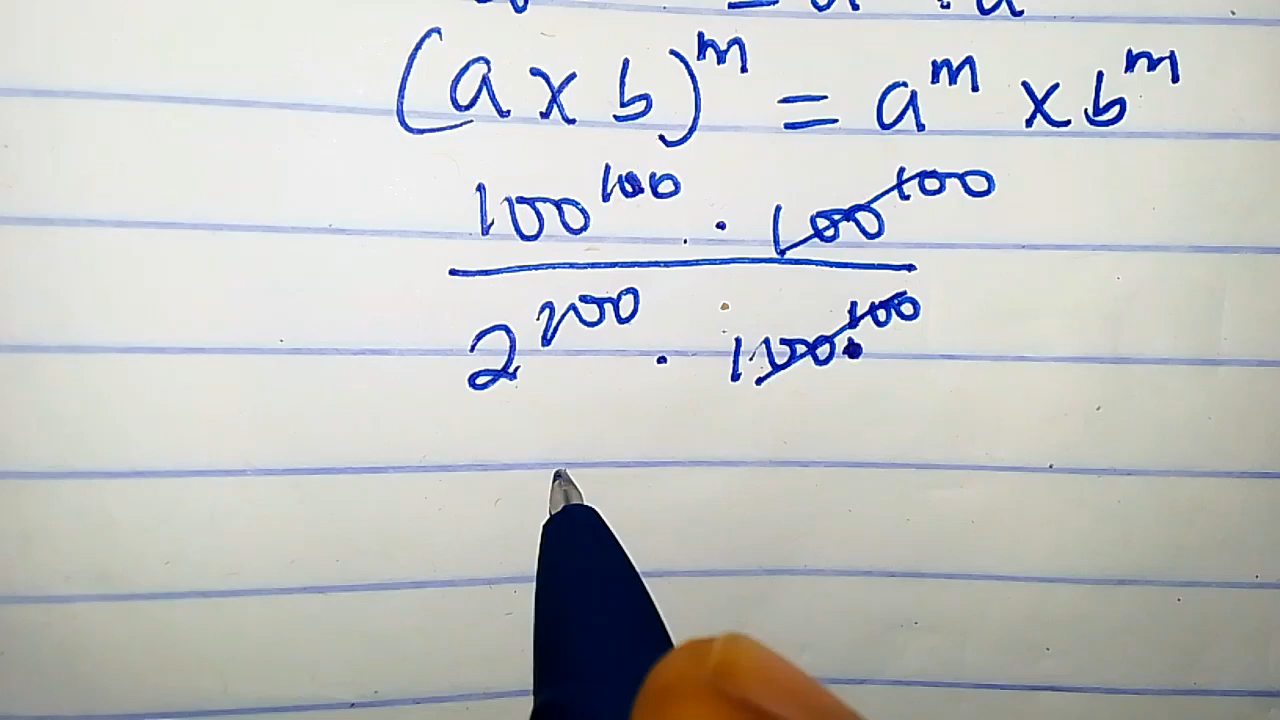 (a x b)^m = a^m x b^m
100^100 . 100^100
2^200 . 100^100